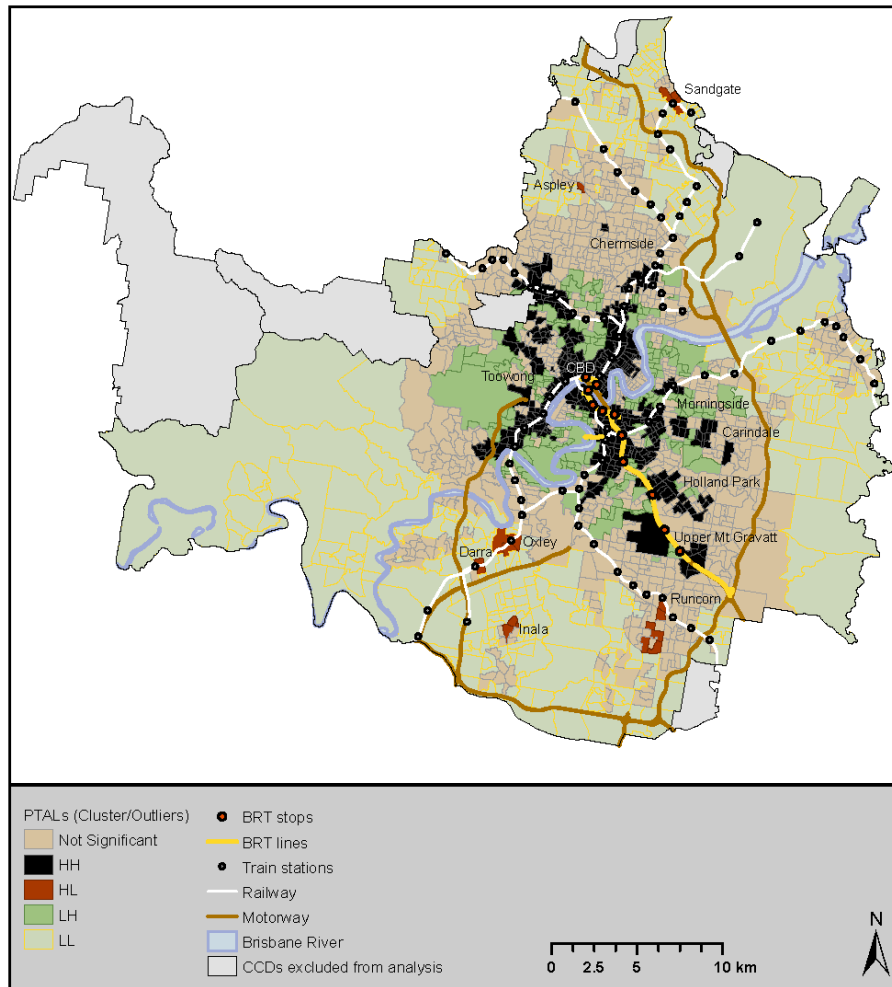 Sandgate
Aspley
Chermside
CBD
Toowong
Morningside
Carindale
Holland Park
Upper Mt Gravatt
Oxley
Darra
Runcorn
Inala
PTALs (Cluster/Outliers)
Not Significant
HH
HL
LH
LL
BRT stops
BRT lines
Train stations
Railway
Motorway
Brisbane River
CCDs excluded from analysis
0 2.5 5 10 km
N